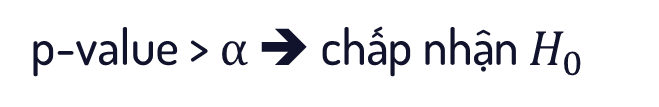 p-value > α ➔ chấp nhận H₀